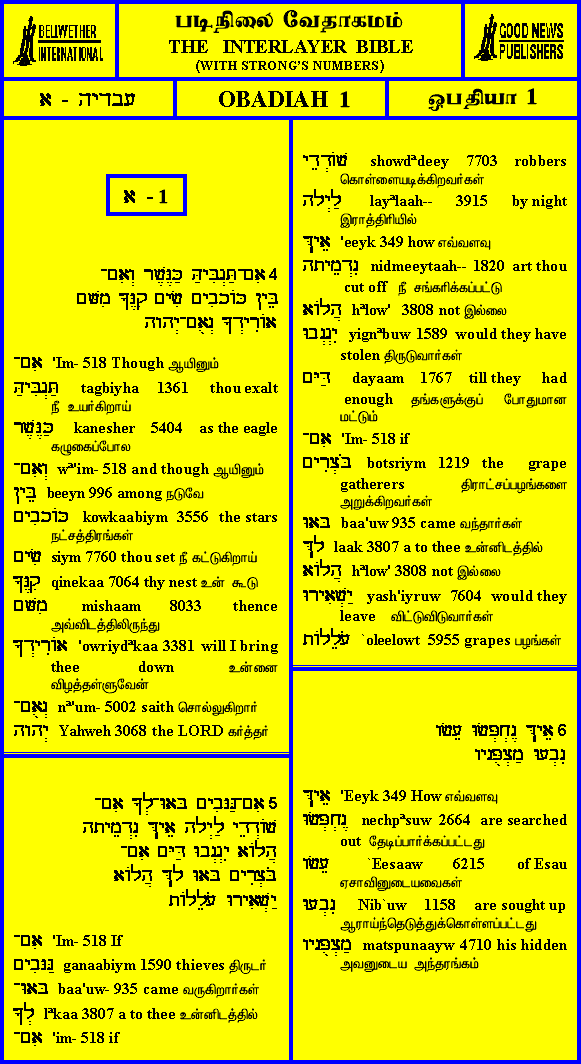 BELLWETHER
INTERNATIONAL
படிநிலை வேதாகமம்
THE INTERLAYER BIBLE
(WITH STRONG'S NUMBERS)
GOOD NEWS
PUBLISHERS
עבדיה - א
OBADIAH 1
ஒபதியா 1
א - 1
4 אִם־תַּגְבִּיהַּ כַּנֶּשֶׁר וְאִם־
בֵּין כּוֹכָבִים שִׂים קִנֶּךָ מִשָּׁם
אוֹרִידְךָ נְאֻם־יְהוָה
אִם־ 'Im- 518 Though ஆயினும்
תַּגְבִּיהַּ tagbiyha 1361 thou exalt
நீ உயர்கிறாய்
כַּנֶּשֶׁר kanesher 5404 as the eagle
கழுகைப்போல
וְאִם־ wª'im- 518 and though ஆயினும்
בֵּין beeyn 996 among நடுவே
כּוֹכָבִים kowkaabiym 3556 the stars
நட்சத்திரங்கள்
שִׂים siym 7760 thou set நீ கட்டுகிறாய்
קִנֶּךָ qinekaa 7064 thy nest உன் கூடு
מִשָּׁם mishaam 8033 thence
அவ்விடத்திலிருந்து
אוֹרִידְךָ 'owriydªkaa 3381 will I bring
thee down உன்னை
விழத்தள்ளுவேன்
נְאֻם־ nª'um- 5002 saith சொல்லுகிறார்
יְהוָה Yahweh 3068 the LORD கர்த்தர்
5 אִם־גַּנָּבִים בָּאוּ־לְךָ אִם־
שׁוֹדְדֵי לַיְלָה אֵיךְ נִדְמֵיתָה
הֲלוֹא יִגְנְבוּ דַּיָּם אִם־
בֹּצְרִים בָּאוּ לָךְ הֲלוֹא
יַשְׁאִירוּ עֹלֵלוֹת
אִם־ 'Im- 518 If
גַּנָּבִים ganaabiym 1590 thieves திருடர்
בָּאוּ־ baa'uw- 935 came வருகிறார்கள்
לְךָ lªkaa 3807 a to thee உன்னிடத்தில்
אִם־ 'im- 518 if
שׁוֹדְדֵי showdªdeey 7703 robbers
கொள்ளையடிக்கிறவர்கள்
לַיְלָה layªlaah-- 3915 by night
இராத்திரியில்
אֵיךְ 'eeyk 349 how எவ்வளவு
נִדְמֵיתָה nidmeeytaah-- 1820 art thou
cut off நீ சங்கரிக்கப்பட்டு
הֲלוֹא hªlow' 3808 not இல்லை
יִגְנְבוּ yignªbuw 1589 would they have
stolen திருடுவார்கள்
דַּיָּם dayaam 1767 till they had
enough தங்களுக்குப் போதுமான
மட்டும்
אִם־ 'Im- 518 if
בֹּצְרִים botsriym 1219 the grape
gatherers திராட்சப்பழங்களை
அறுக்கிறவர்கள்
בָּאוּ baa'uw 935 came வந்தார்கள்
לָךְ laak 3807 a to thee உன்னிடத்தில்
הֲלוֹא hªlow' 3808 not இல்லை
יַשְׁאִירוּ yash'iyruw 7604 would they
leave விட்டுவிடுவார்கள்
עֹלֵלוֹת `oleelowt 5955 grapes பழங்கள்
6 אֵיךְ נֶחְפְּשׂוּ עֵשָׂו
נִבְעוּ מַצְפֻּנָיו
אֵיךְ 'Eeyk 349 How எவ்வளவு
נֶחְפְּשׂוּ nechpªsuw 2664 are searched
out தேடிப்பார்க்கப்பட்டது
עֵשָׂו `Eesaaw 6215 of Esau
ஏசாவினுடையவைகள்
נִבְעוּ Nib`uw 1158 are sought up
ஆராய்ந்தெடுத்துக்கொள்ளப்பட்டது
מַצְפֻּנָיו matspunaayw 4710 his hidden
அவனுடைய அந்தரங்கம்